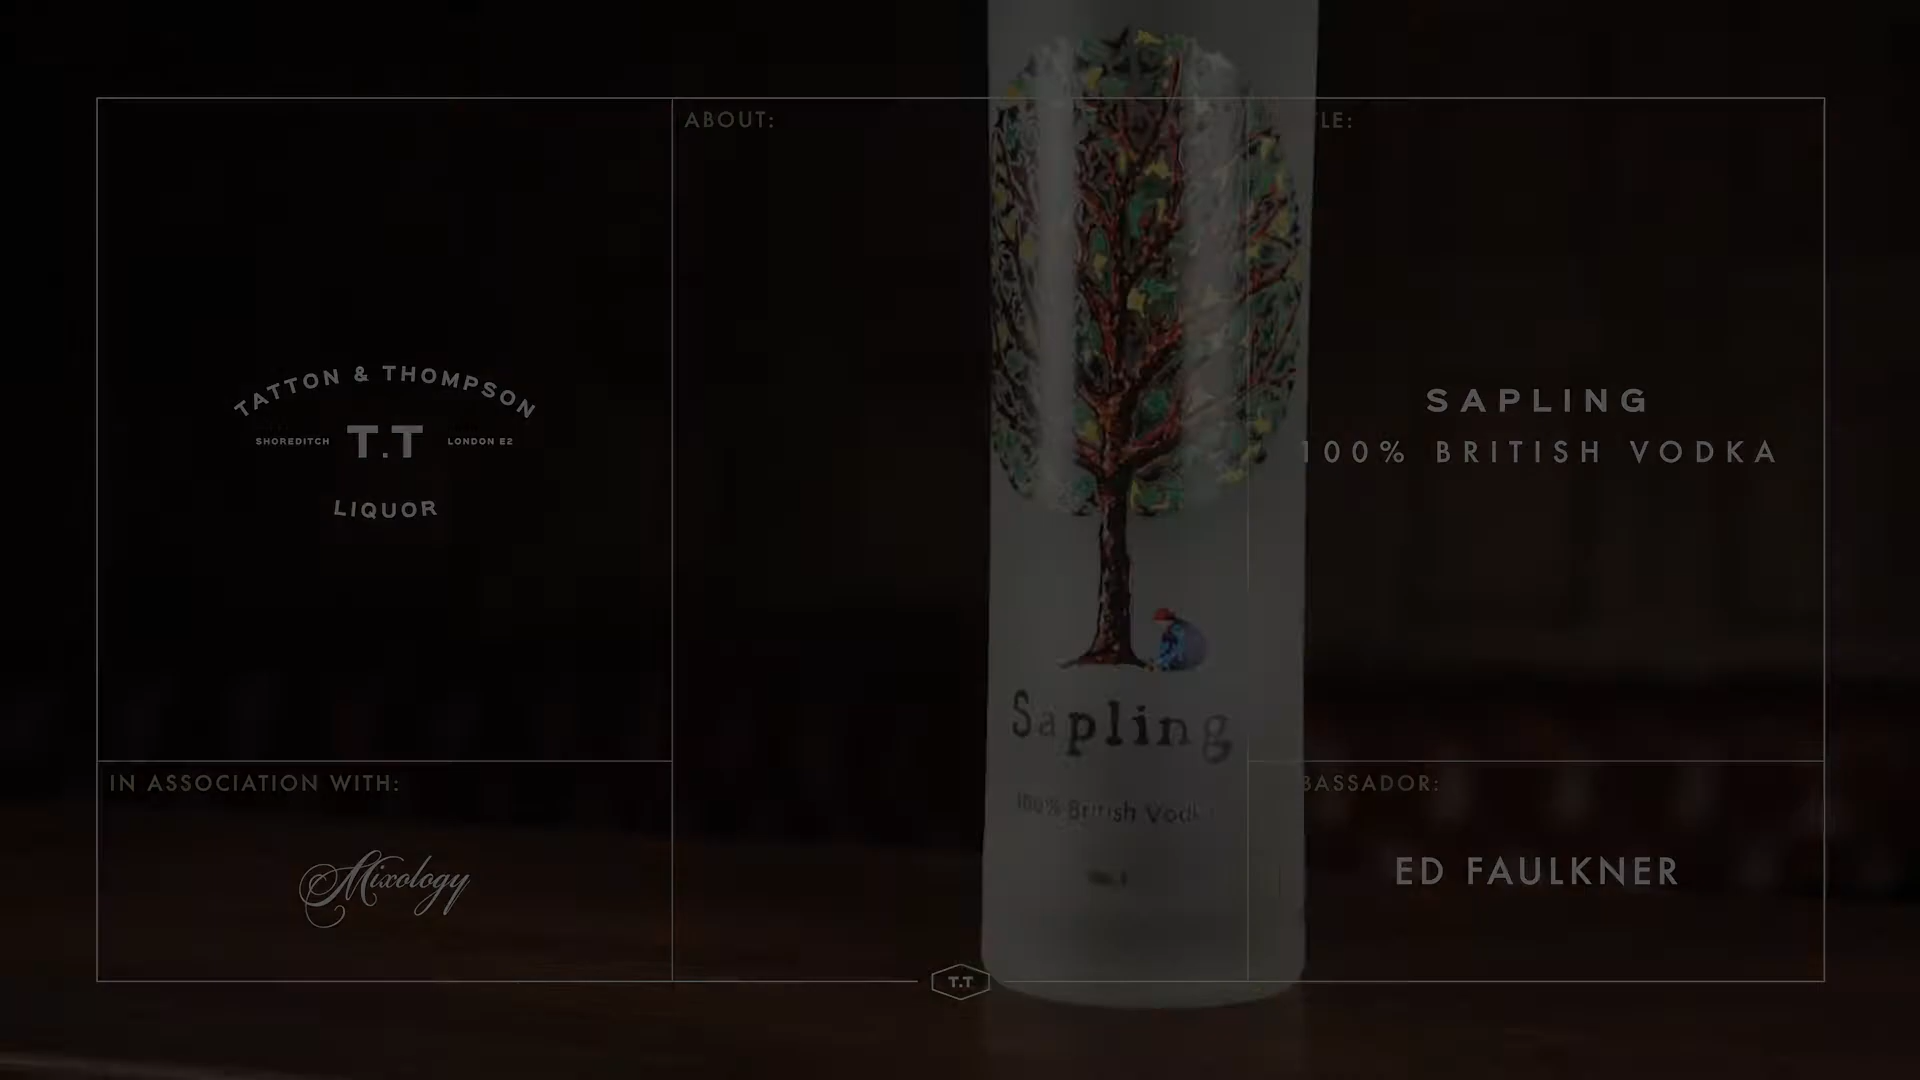 TATTON & THOMPSON
SHOREDITCH T.T LONDON E2
LIQUOR
IN ASSOCIATION WITH:
Mixology
ABOUT:
Sapling
100% British Vodka
T.T
LE:
SAPLING
100% BRITISH VODKA
BASSADOR:
ED FAULKNER